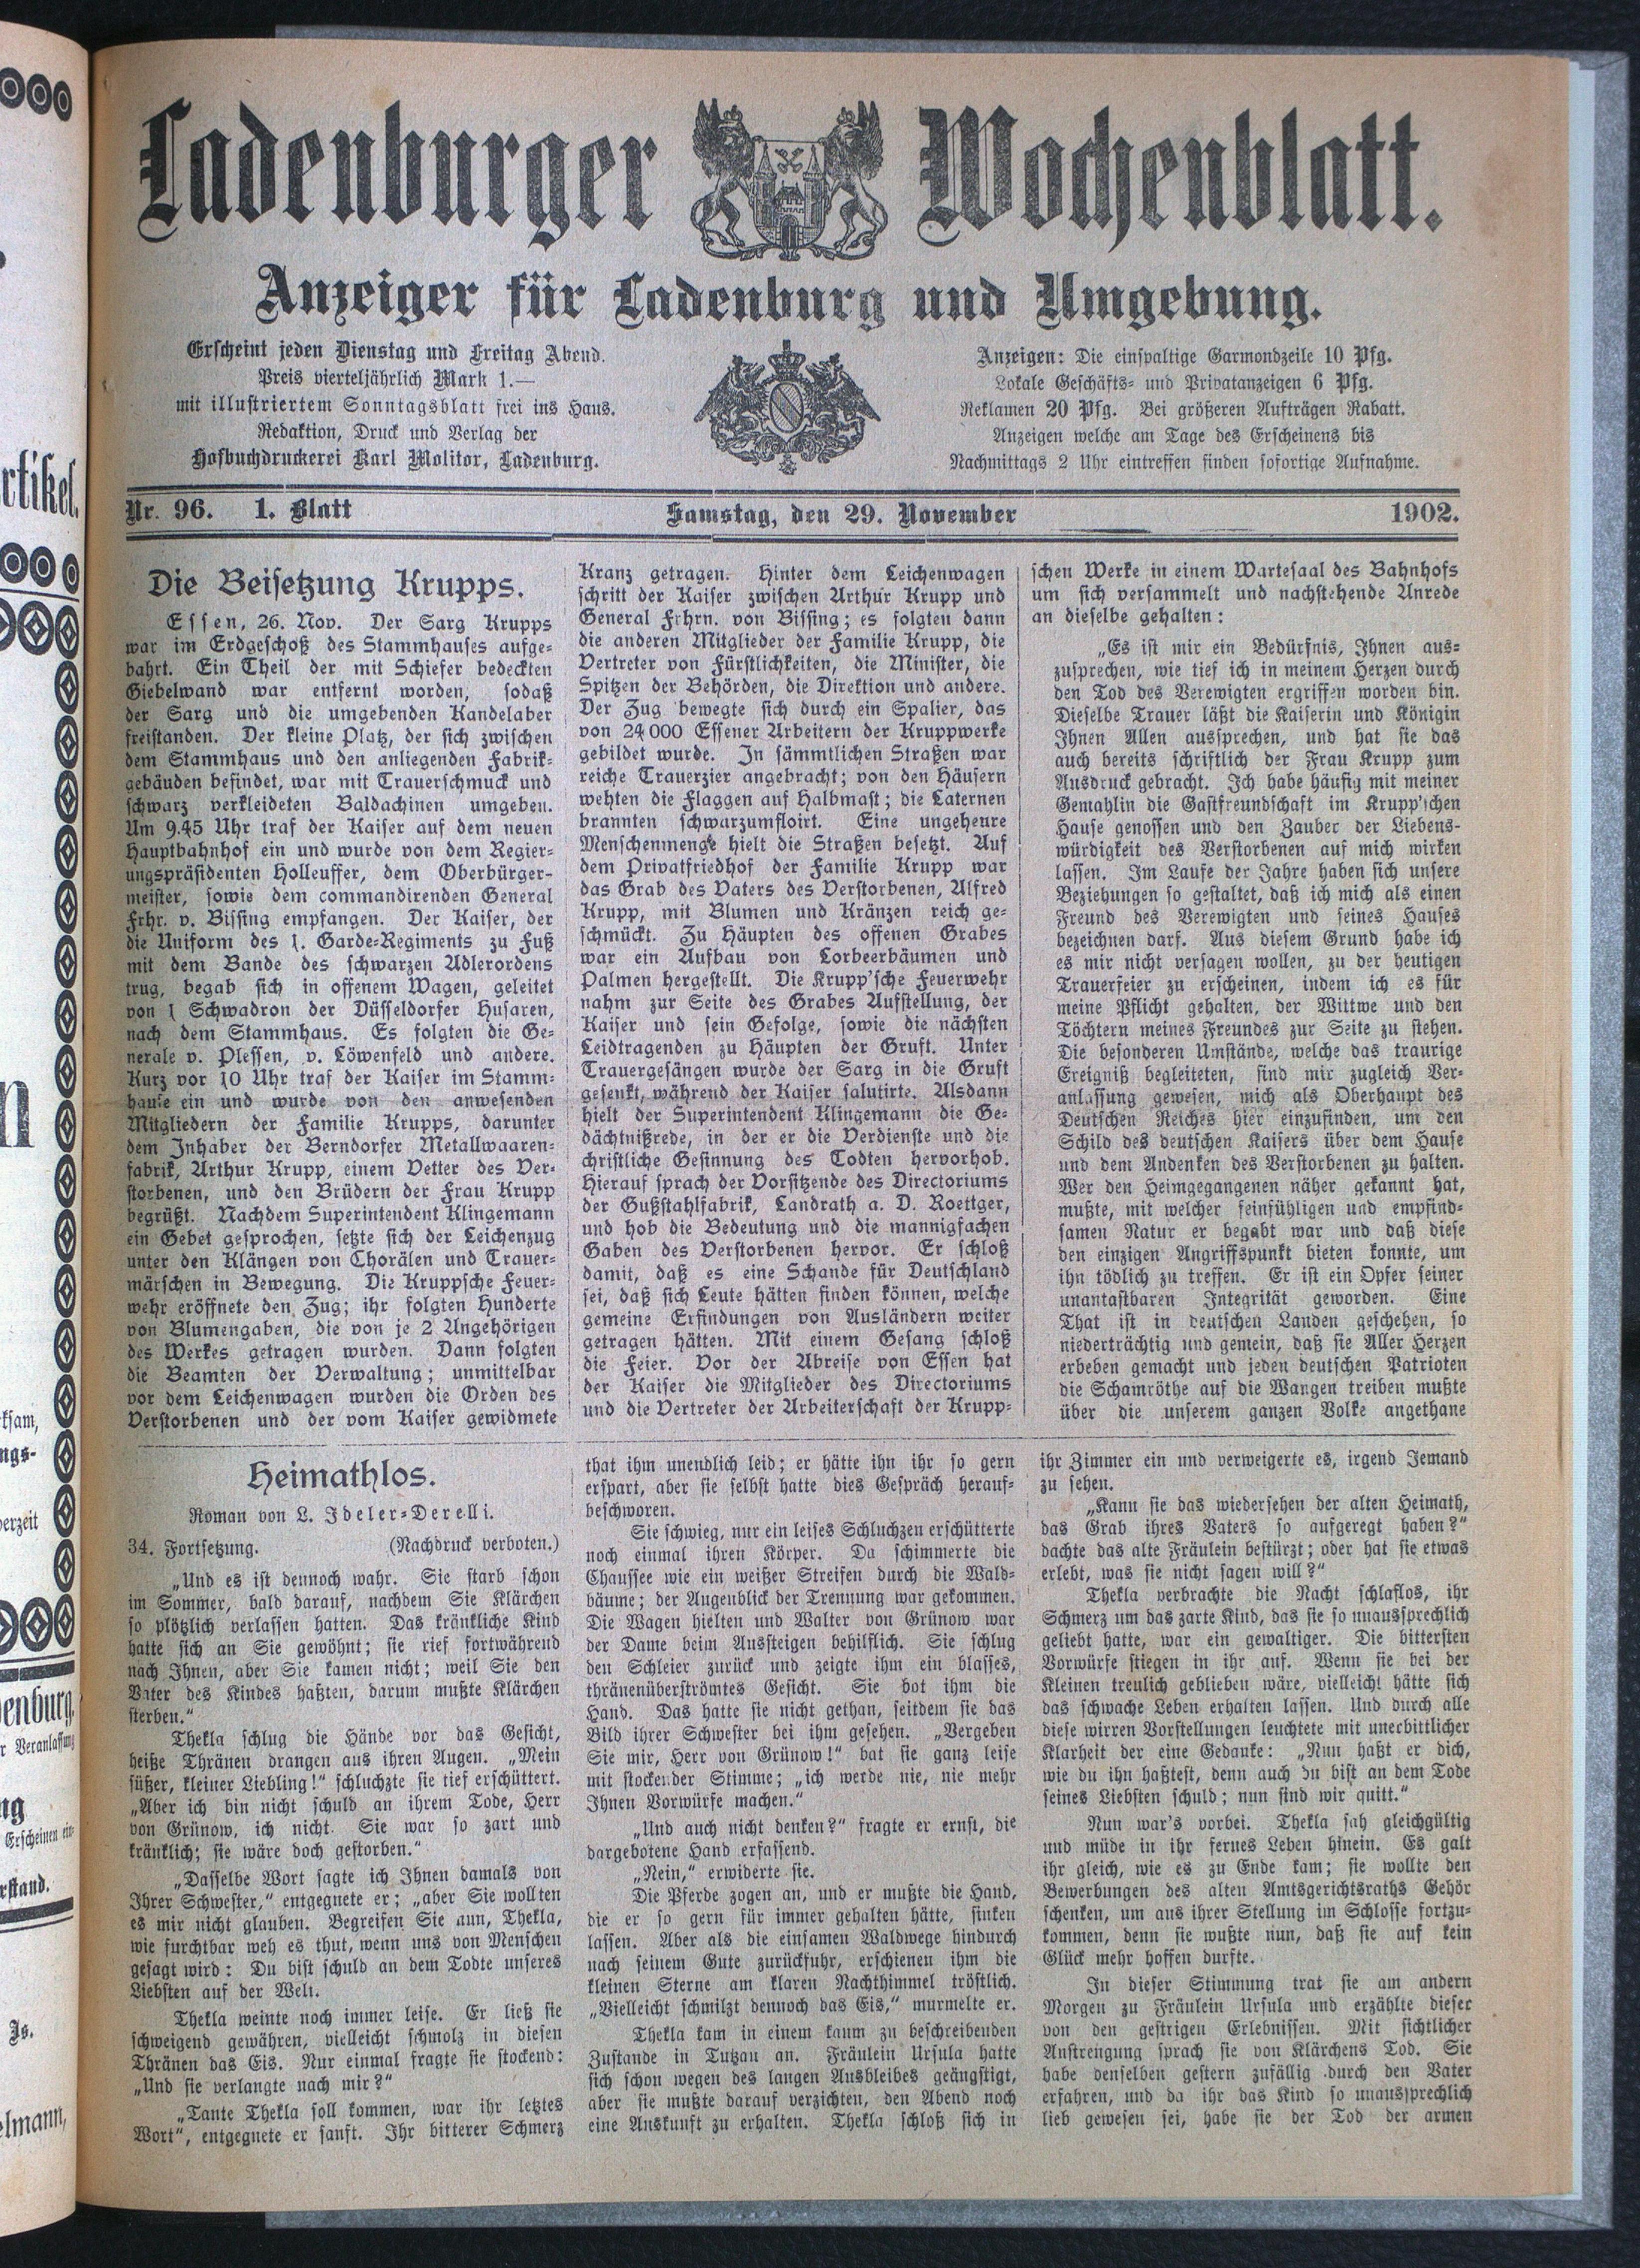 Ladenburger Wochenblatt.
Anzeiger für Ladenburg und Umgebung.
Erscheint jeden Dienstag und Freitag Abend.
Preis vierteljährlich Mark 1.—
mit illustriertem Sonntagsblatt frei ins Haus.
Redaktion, Druck und Verlag der
Hofbuchdruckerei Karl Molitor, Ladenburg.
Anzeigen: Die einspaltige Garmondzeile 10 Pfg.
Lokale Geschäfts- und Privatanzeigen 6 Pfg.
Reklamen 20 Pfg. Bei größeren Aufträgen Rabatt.
Anzeigen welche am Tage des Erscheinens bis
Nachmittags 2 Uhr eintreffen finden sofortige Aufnahme.
Nr. 96. 1. Blatt Samstag, den 29. November 1902.
Die Beisetzung Krupps.
Essen, 26. Nov. Der Sarg Krupps
war im Erdgeschoß des Stammhauses aufge-
bahrt. Ein Theil der mit Schiefer bedeckten
Giebelwand war entfernt worden, sodaß
der Sarg und die umgebenden Kandelaber
freistanden. Der kleine Platz, der sich zwischen
dem Stammhaus und den anliegenden Fabrik-
gebäuden befindet, war mit Trauerschmuck und
schwarz verkleideten Baldachinen umgeben.
Um 9.45 Uhr traf der Kaiser auf dem neuen
Hauptbahnhof ein und wurde von dem Regier-
ungspräsidenten Holleuffer, dem Oberbürger-
meister, sowie dem commandirenden General
Frhr. v. Bissing empfangen. Der Kaiser, der
die Uniform des 1. Garde-Regiments zu Fuß
mit dem Bande des schwarzen Adlerordens
trug, begab sich in offenem Wagen, geleitet
von 1 Schwadron der Düsseldorfer Husaren,
nach dem Stammhaus. Es folgten die Ge-
nerale v. Plessen, v. Löwenfeld und andere.
Kurz vor 10 Uhr traf der Kaiser im Stamm-
hause ein und wurde von den anwesenden
Mitgliedern der Familie Krupps, darunter
dem Inhaber der Berndorfer Metallwaaren-
fabrik, Arthur Krupp, einem Vetter des Ver-
storbenen, und den Brüdern der Frau Krupp
begrüßt. Nachdem Superintendent Klingemann
ein Gebet gesprochen, setzte sich der Leichenzug
unter den Klängen von Chorälen und Trauer-
märschen in Bewegung. Die Kruppsche Feuer-
wehr eröffnete den Zug; ihr folgten Hunderte
von Blumengaben, die von je 2 Angehörigen
des Werkes getragen wurden. Dann folgten
die Beamten der Verwaltung; unmittelbar
vor dem Leichenwagen wurden die Orden des
Verstorbenen und der vom Kaiser gewidmete
Kranz getragen. Hinter dem Leichenwagen
schritt der Kaiser zwischen Arthur Krupp und
General Frhrn. von Bissing; es folgten dann
die anderen Mitglieder der Familie Krupp, die
Vertreter von Fürstlichkeiten, die Minister, die
Spitzen der Behörden, die Direktion und andere.
Der Zug bewegte sich durch ein Spalier, das
von 24000 Essener Arbeitern der Kruppwerke
gebildet wurde. In sämmtlichen Straßen war
reiche Trauerzier angebracht; von den Häusern
wehten die Flaggen auf Halbmast; die Laternen
brannten schwarzumfloirt. Eine ungeheure
Menschenmenge hielt die Straßen besetzt. Auf
dem Privatfriedhof der Familie Krupp war
das Grab des Vaters des Verstorbenen, Alfred
Krupp, mit Blumen und Kränzen reich ge-
schmückt. Zu Häupten des offenen Grabes
war ein Aufbau von Lorbeerbäumen und
Palmen hergestellt. Die Krupp'sche Feuerwehr
nahm zur Seite des Grabes Aufstellung, der
Kaiser und sein Gefolge, sowie die nächsten
Leidtragenden zu Häupten der Gruft. Unter
Trauergesängen wurde der Sarg in die Gruft
gesenkt, während der Kaiser salutirte. Alsdann
hielt der Superintendent Klingemann die Ge-
dächtnißrede, in der er die Verdienste und die
christliche Gesinnung des Todten hervorhob.
Hierauf sprach der Vorsitzende des Directoriums
der Gußstahlfabrik, Landrath a. D. Roettger,
und hob die Bedeutung und die mannigfachen
Gaben des Verstorbenen hervor. Er schloß
damit, daß es eine Schande für Deutschland
sei, daß sich Leute hätten finden können, welche
gemeine Erfindungen von Ausländern weiter
getragen hätten. Mit einem Gesang schloß
die Feier. Vor der Abreise von Essen hat
der Kaiser die Mitglieder des Directoriums
und die Vertreter der Arbeiterschaft der Krupp-
schen Werke in einem Wartesaal des Bahnhofs
um sich versammelt und nachstehende Anrede
an dieselbe gehalten:
„Es ist mir ein Bedürfnis, Ihnen aus-
zusprechen, wie tief ich in meinem Herzen durch
den Tod des Verewigten ergriffen worden bin.
Dieselbe Trauer läßt die Kaiserin und Königin
Ihnen Allen aussprechen, und hat sie das
auch bereits schriftlich der Frau Krupp zum
Ausdruck gebracht. Ich habe häufig mit meiner
Gemahlin die Gastfreundschaft im Krupp'schen
Hause genossen und den Zauber der Liebens-
würdigkeit des Verstorbenen auf mich wirken
lassen. Im Laufe der Jahre haben sich unsere
Beziehungen so gestaltet, daß ich mich als einen
Freund des Verewigten und seines Hauses
bezeichnen darf. Aus diesem Grund habe ich
es mir nicht versagen wollen, zu der heutigen
Trauerfeier zu erscheinen, indem ich es für
meine Pflicht gehalten, der Wittwe und den
Töchtern meines Freundes zur Seite zu stehen.
Die besonderen Umstände, welche das traurige
Ereigniß begleiteten, sind mir zugleich Ver-
anlassung gewesen, mich als Oberhaupt des
Deutschen Reiches hier einzufinden, um den
Schild des deutschen Kaisers über dem Hause
und dem Andenken des Verstorbenen zu halten.
Wer den Heimgegangenen näher gekannt hat,
mußte, mit welcher feinfühligen und empfind-
samen Natur er begabt war und daß diese
den einzigen Angriffspunkt bieten konnte, um
ihn tödlich zu treffen. Er ist ein Opfer seiner
unantastbaren Integrität geworden. Eine
That ist in deutschen Landen geschehen, so
niederträchtig und gemein, daß sie Aller Herzen
erbeben gemacht und jeden deutschen Patrioten
die Schamröthe auf die Wangen treiben mußte
über die unserem ganzen Volke angethane
Heimathlos.
Roman von L. Ideler-Derelli.
34. Fortsetzung. (Nachdruck verboten.)
„Und es ist dennoch wahr. Sie starb schon
im Sommer, bald darauf, nachdem Sie Klärchen
so plötzlich verlassen hatten. Das kränkliche Kind
hatte sich an Sie gewöhnt; sie rief fortwährend
nach Ihnen, aber Sie kamen nicht; weil Sie den
Vater des Kindes haßten, darum mußte Klärchen
sterben.“
Thekla schlug die Hände vor das Gesicht,
heiße Thränen drangen aus ihren Augen. „Mein
süßer, kleiner Liebling!“ schluchzte sie tief erschüttert.
„Aber ich bin nicht schuld an ihrem Tode, Herr
von Grünow, ich nicht. Sie war so zart und
kränklich; sie wäre doch gestorben.“
„Dasselbe Wort sagte ich Ihnen damals von
Ihrer Schwester,“ entgegnete er; „aber Sie wollten
es mir nicht glauben. Begreifen Sie nun, Thekla,
wie furchtbar weh es thut, wenn uns von Menschen
gesagt wird: Du bist schuld an dem Todte unseres
Liebsten auf der Welt.
Thekla weinte noch immer leise. Er ließ sie
schweigend gewähren, vielleicht schmolz in diesen
Thränen das Eis. Nur einmal fragte sie stockend:
„Und sie verlangte nach mir?“
„Tante Thekla soll kommen, war ihr letztes
Wort“, entgegnete er sanft. Ihr bitterer Schmerz
that ihm unendlich leid; er hätte ihn ihr so gern
erspart, aber sie selbst hatte dies Gespräch herauf-
beschworen.
Sie schwieg, nur ein leises Schluchzen erschütterte
noch einmal ihren Körper. Da schimmerte die
Chaussee wie ein weißer Streifen durch die Wald-
bäume; der Augenblick der Trennung war gekommen.
Die Wagen hielten und Walter von Grünow war
der Dame beim Aussteigen behilflich. Sie schlug
den Schleier zurück und zeigte ihm ein blasses,
thränenüberströmtes Gesicht. Sie bot ihm die
Hand. Das hatte sie nicht gethan, seitdem sie das
Bild ihrer Schwester bei ihm gesehen. „Vergeben
Sie mir, Herr von Grünow!“ bat sie ganz leise
mit stockender Stimme; „ich werde nie, nie mehr
Ihnen Vorwürfe machen.“
„Und auch nicht denken?“ fragte er ernst, die
dargebotene Hand erfassend.
„Nein,“ erwiderte sie.
Die Pferde zogen an, und er mußte die Hand,
die er so gern für immer gehalten hätte, sinken
lassen. Aber als die einsamen Waldwege hindurch
nach seinem Gute zurückfuhr, erschienen ihm die
kleinen Sterne am klaren Nachthimmel tröstlich.
„Vielleicht schmilzt dennoch das Eis,“ murmelte er.
Thekla kam in einem kaum zu beschreibenden
Zustande in Tutzau an. Fräulein Ursula hatte
sich schon wegen des langen Ausbleibes geängstigt,
aber sie mußte darauf verzichten, den Abend noch
eine Auskunft zu erhalten. Thekla schloß sich in
ihr Zimmer ein und verweigerte es, irgend Jemand
zu sehen.
„Kann sie das wiedersehen der alten Heimath,
das Grab ihres Vaters so aufgeregt haben?“
dachte das alte Fräulein bestürzt; oder hat sie etwas
erlebt, was sie nicht sagen will?“
Thekla verbrachte die Nacht schlaflos, ihr
Schmerz um das zarte Kind, das sie so unaussprechlich
geliebt hatte, war ein gewaltiger. Die bittersten
Vorwürfe stiegen in ihr auf. Wenn sie bei der
Kleinen treulich geblieben wäre, vielleicht hätte sich
das schwache Leben erhalten lassen. Und durch alle
diese wirren Vorstellungen leuchtete mit unerbittlicher
Klarheit der eine Gedanke: „Nun haßt er dich,
wie du ihn haßtest, denn auch du bist an dem Tode
seines Liebsten schuld; nun sind wir quitt.“
Nun war's vorbei. Thekla sah gleichgültig
und müde in ihr fernes Leben hinein. Es galt
ihr gleich, wie es zu Ende kam; sie wollte den
Bewerbungen des alten Amtsgerichtsraths Gehör
schenken, um aus ihrer Stellung im Schlosse fortzu-
kommen, denn sie wußte nun, daß sie auf kein
Glück mehr hoffen durfte.
In dieser Stimmung trat sie am andern
Morgen zu Fräulein Ursula und erzählte dieser
von den gestrigen Erlebnissen. Mit sichtlicher
Anstrengung sprach sie von Klärchens Tod. Sie
habe denselben gestern zufällig durch den Vater
erfahren, und da ihr das Kind so unaussprechlich
lieb gewesen sei, habe sie der Tod der armen